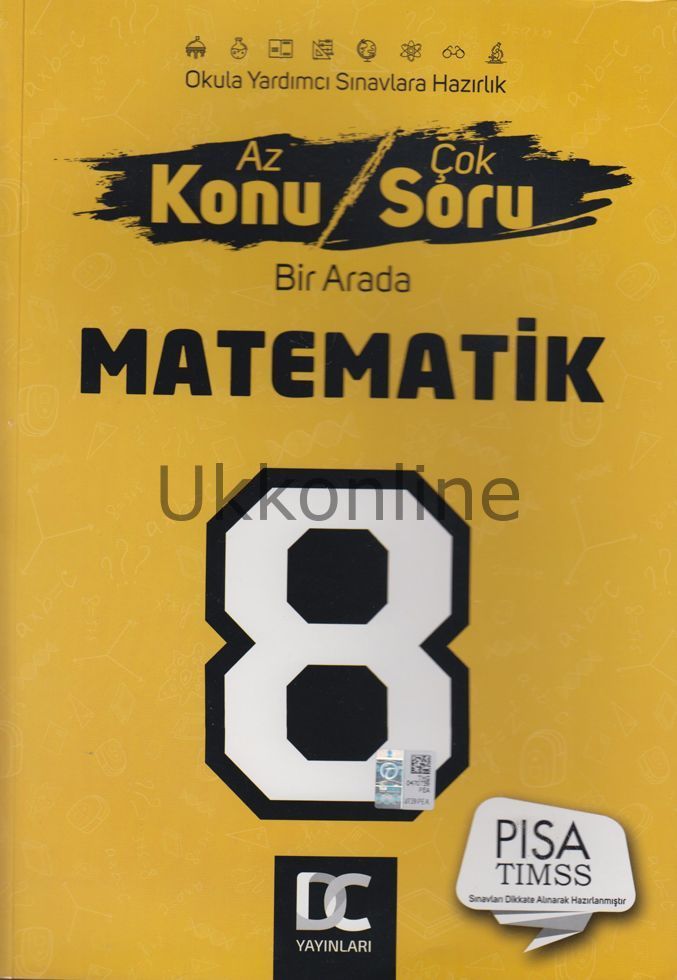 Okula Yardımcı Sınavlara Hazırlık
Az Çok
Konu Soru
Bir Arada
MATEMATİK
Ukkonline
8
PISA
TIMSS
Sınavları Dikkate Alınarak Hazırlanmıştır
DC
YAYINLARI